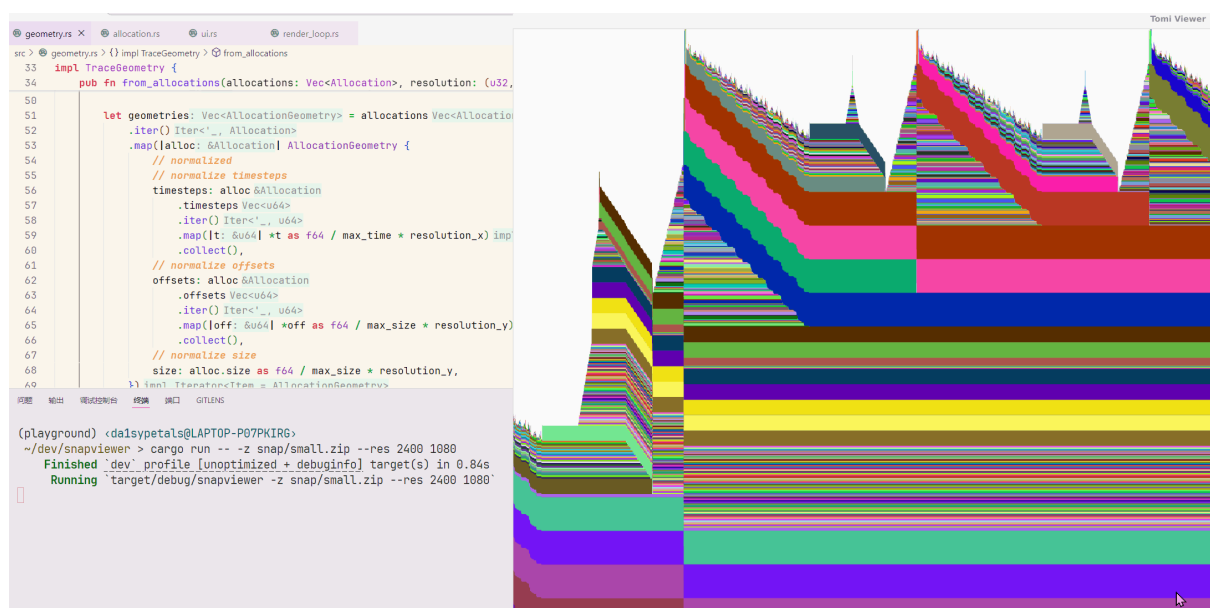 Tomi Viewer
geometry.rs × allocation.rs ui.rs render_loop.rs
src > geometry.rs > {} impl TraceGeometry > from_allocations
33 impl TraceGeometry {
34 pub fn from_allocations(allocations: Vec<Allocation>, resolution: (u32,
50
51 let geometries: Vec<AllocationGeometry> = allocations Vec<Allocation
52 .iter() Iter<'_, Allocation>
53 .map(|alloc: &Allocation| AllocationGeometry {
54 // normalized
55 // normalize timesteps
56 timesteps: alloc &Allocation
57 .timesteps Vec<u64>
58 .iter() Iter<'_, u64>
59 .map(|t: &u64| *t as f64 / max_time * resolution_x) impl
60 .collect(),
61 // normalize offsets
62 offsets: alloc &Allocation
63 .offsets Vec<u64>
64 .iter() Iter<'_, u64>
65 .map(|off: &u64| *off as f64 / max_size * resolution_y)
66 .collect(),
67 // normalize size
68 size: alloc.size as f64 / max_size * resolution_y,
69 }) impl Iterator<Item = AllocationGeometry>
问题 输出 调试控制台 终端 端口 GITLENS
(playground) ‹da1sypetals@LAPTOP-P07PKIRG›
~/dev/snapviewer > cargo run -- -z snap/small.zip --res 2400 1080
Finished `dev` profile [unoptimized + debuginfo] target(s) in 0.84s
Running `target/debug/snapviewer -z snap/small.zip --res 2400 1080`